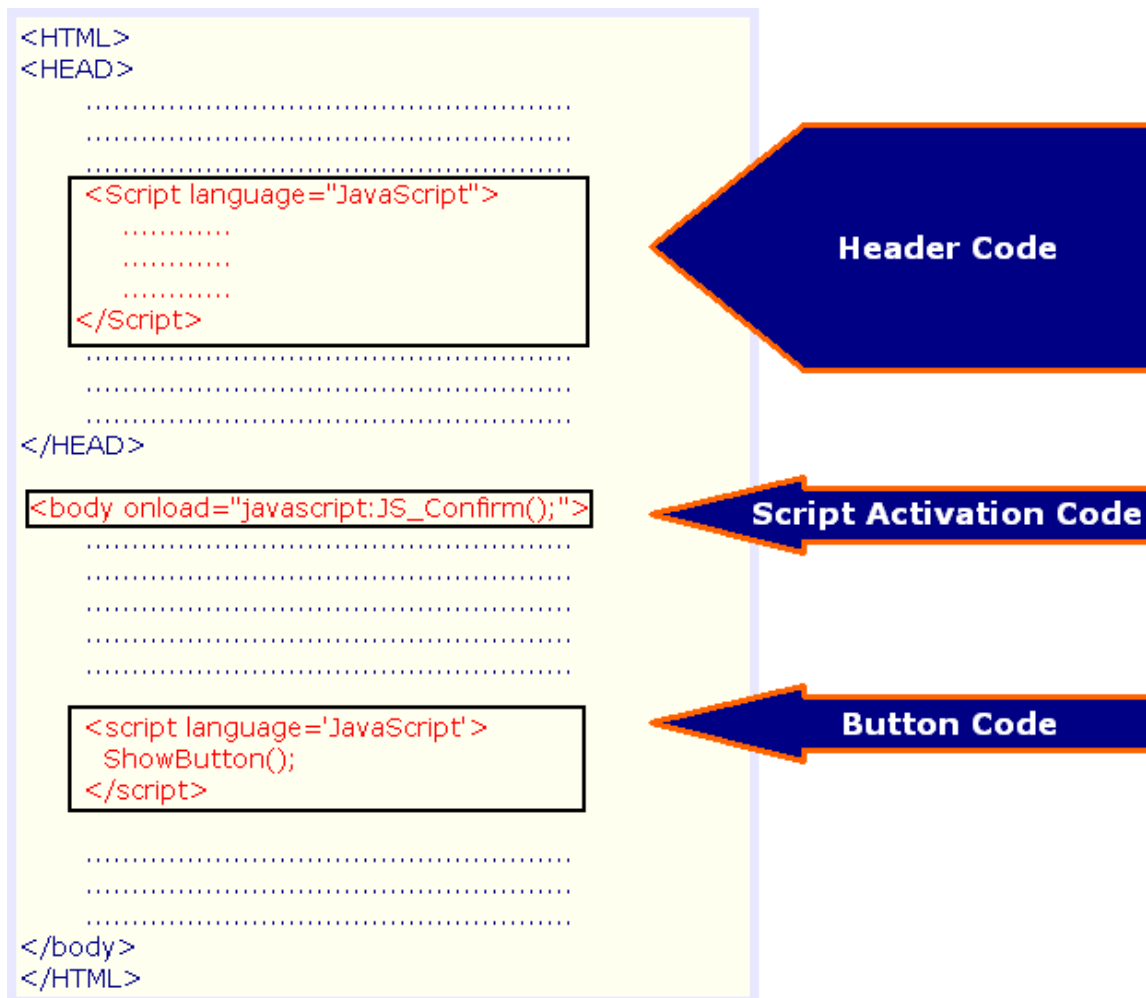 <HTML>
<HEAD>
......................................................
......................................................
......................................................
<Script language="JavaScript">
............
............
............
</Script>
Header Code
......................................................
......................................................
......................................................
</HEAD>
<body onload="javascript:JS_Confirm();">
Script Activation Code
......................................................
......................................................
......................................................
......................................................
......................................................
<script language='JavaScript'>
ShowButton();
</script>
Button Code
......................................................
......................................................
......................................................
</body>
</HTML>